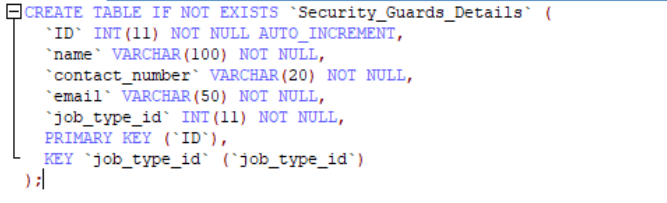 CREATE TABLE IF NOT EXISTS `Security_Guards_Details` (
`ID` INT(11) NOT NULL AUTO_INCREMENT,
`name` VARCHAR(100) NOT NULL,
`contact_number` VARCHAR(20) NOT NULL,
`email` VARCHAR(50) NOT NULL,
`job_type_id` INT(11) NOT NULL,
PRIMARY KEY (`ID`),
KEY `job_type_id` (`job_type_id`)
);